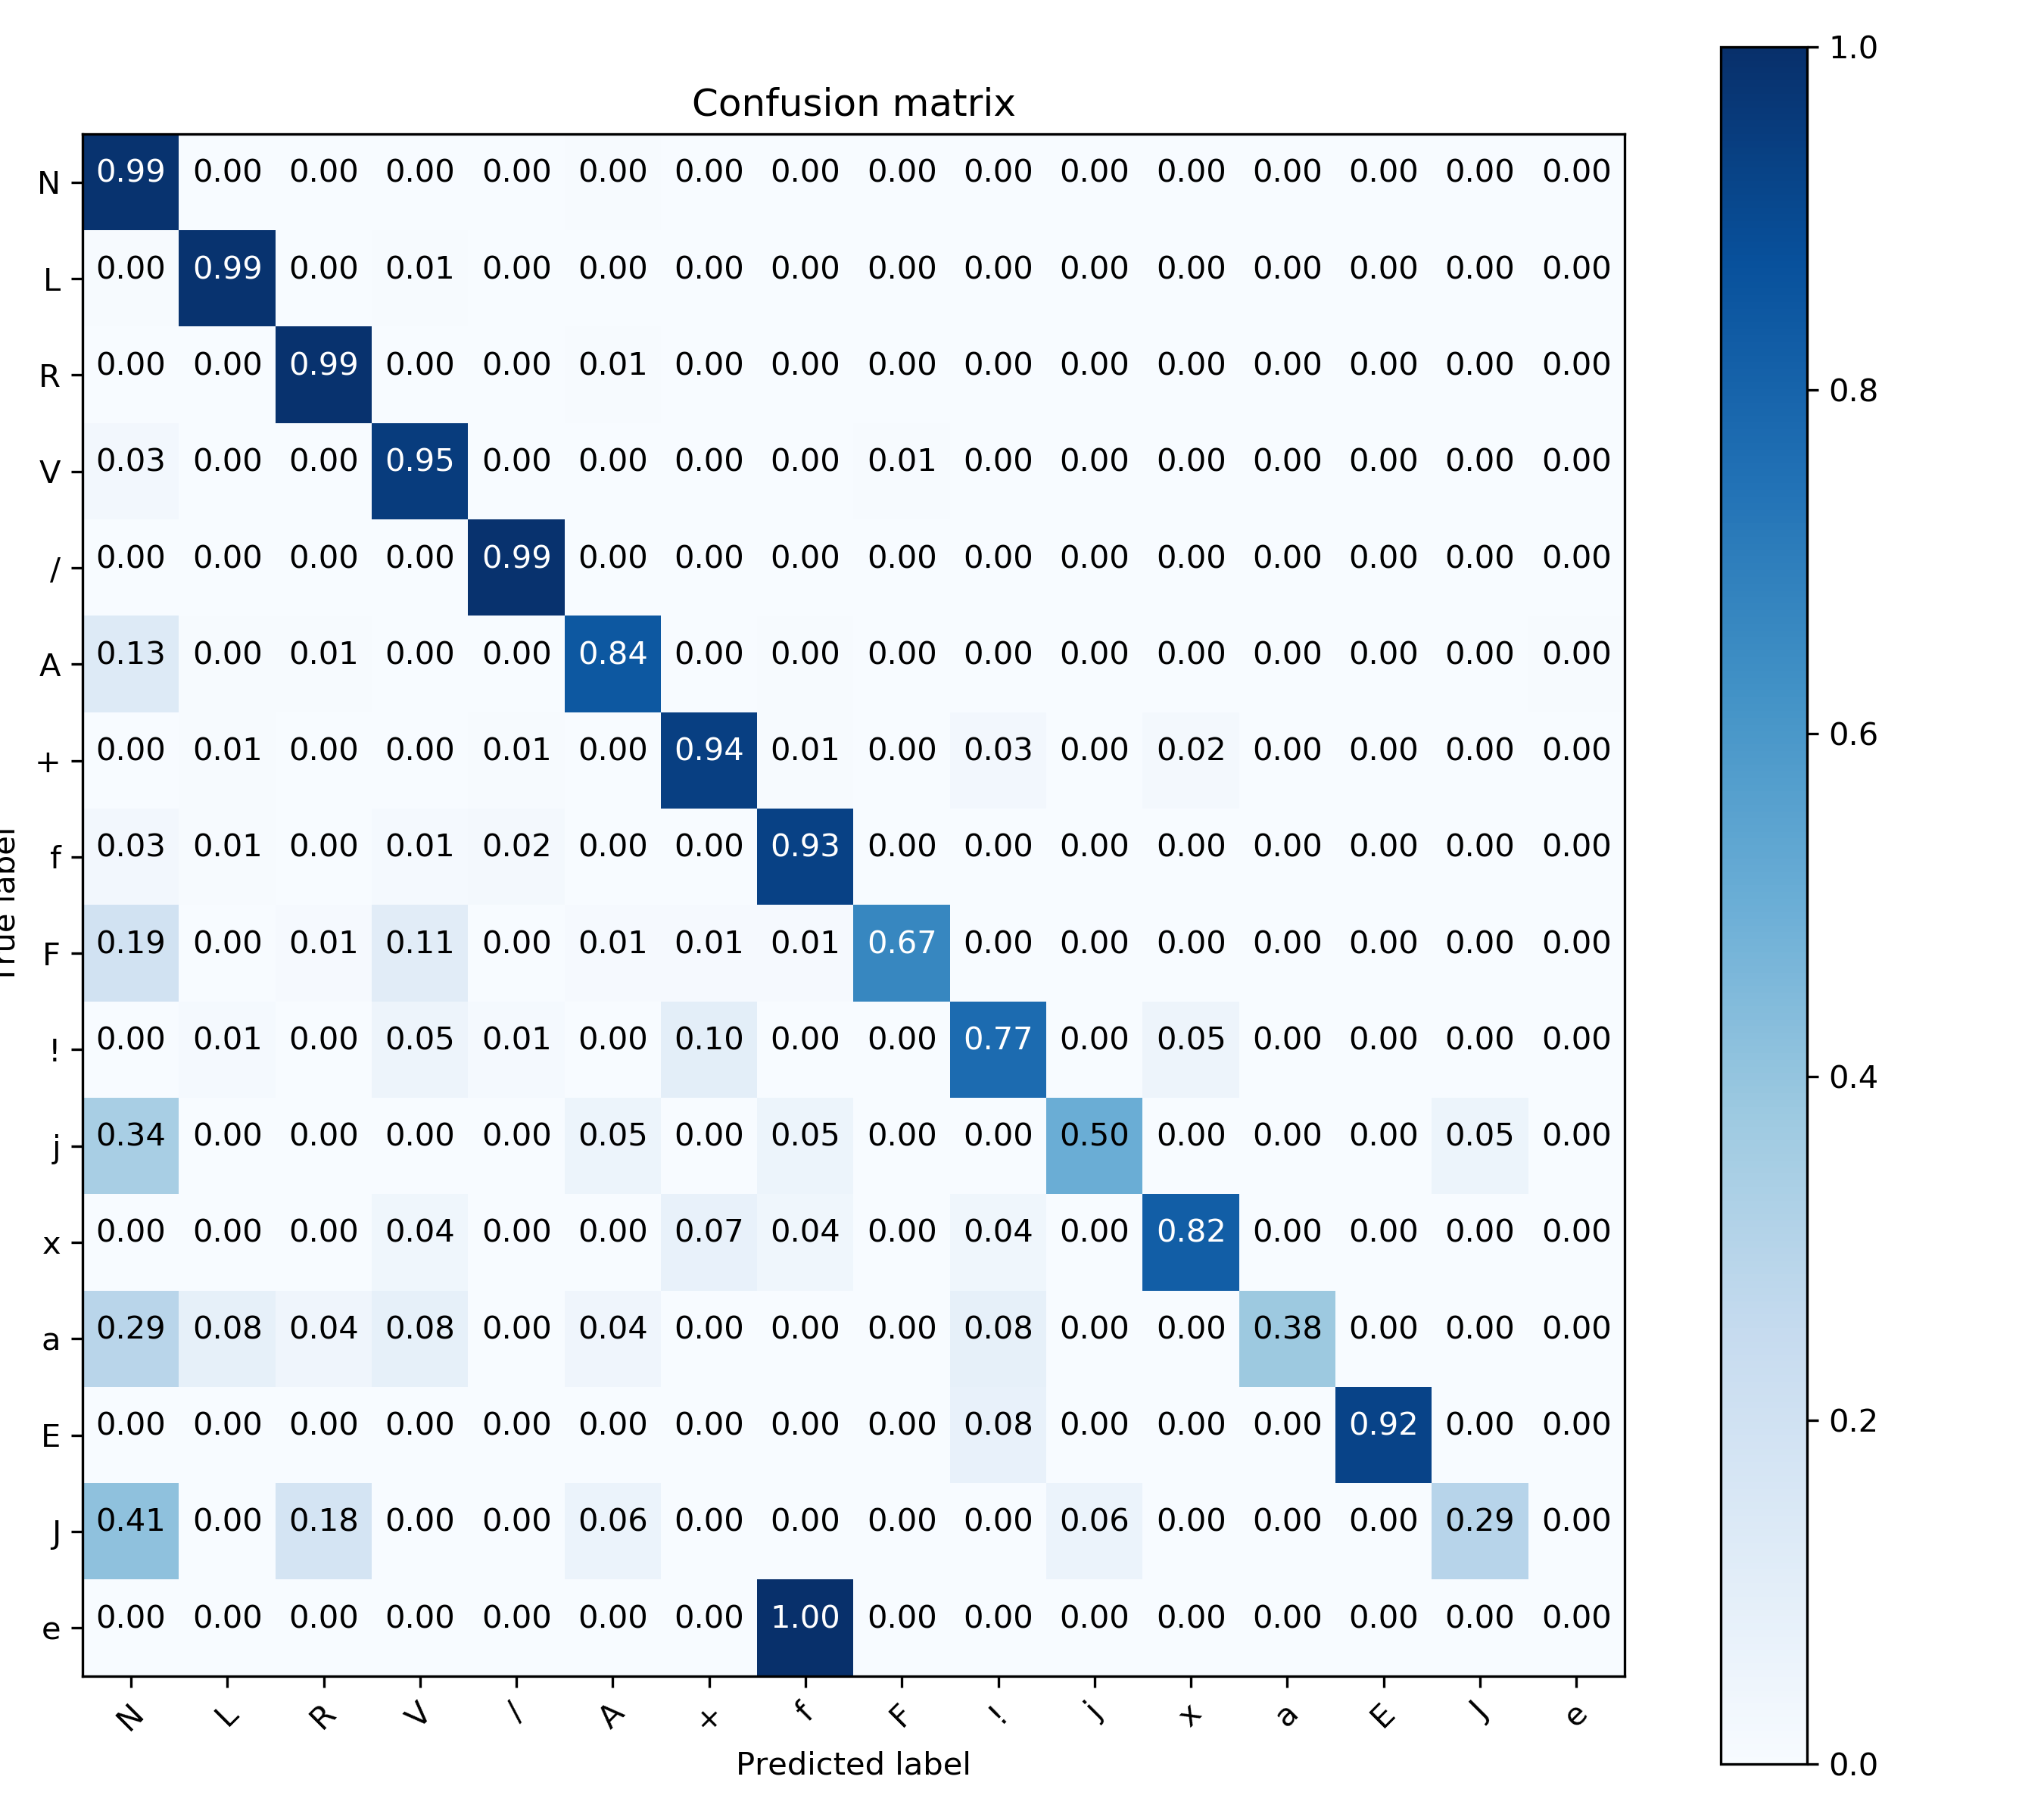 Confusion matrix
N 0.99 0.00 0.00 0.00 0.00 0.00 0.00 0.00 0.00 0.00 0.00 0.00 0.00 0.00 0.00 0.00
L 0.00 0.99 0.00 0.01 0.00 0.00 0.00 0.00 0.00 0.00 0.00 0.00 0.00 0.00 0.00 0.00
R 0.00 0.00 0.99 0.00 0.00 0.01 0.00 0.00 0.00 0.00 0.00 0.00 0.00 0.00 0.00 0.00
V 0.03 0.00 0.00 0.95 0.00 0.00 0.00 0.00 0.01 0.00 0.00 0.00 0.00 0.00 0.00 0.00
/ 0.00 0.00 0.00 0.00 0.99 0.00 0.00 0.00 0.00 0.00 0.00 0.00 0.00 0.00 0.00 0.00
A 0.13 0.00 0.01 0.00 0.00 0.84 0.00 0.00 0.00 0.00 0.00 0.00 0.00 0.00 0.00 0.00
+ 0.00 0.01 0.00 0.00 0.01 0.00 0.94 0.01 0.00 0.03 0.00 0.02 0.00 0.00 0.00 0.00
f 0.03 0.01 0.00 0.01 0.02 0.00 0.00 0.93 0.00 0.00 0.00 0.00 0.00 0.00 0.00 0.00
F 0.19 0.00 0.01 0.11 0.00 0.01 0.01 0.01 0.67 0.00 0.00 0.00 0.00 0.00 0.00 0.00
! 0.00 0.01 0.00 0.05 0.01 0.00 0.10 0.00 0.00 0.77 0.00 0.05 0.00 0.00 0.00 0.00
j 0.34 0.00 0.00 0.00 0.00 0.05 0.00 0.05 0.00 0.00 0.50 0.00 0.00 0.00 0.05 0.00
x 0.00 0.00 0.00 0.04 0.00 0.00 0.07 0.04 0.00 0.04 0.00 0.82 0.00 0.00 0.00 0.00
a 0.29 0.08 0.04 0.08 0.00 0.04 0.00 0.00 0.00 0.08 0.00 0.00 0.38 0.00 0.00 0.00
E 0.00 0.00 0.00 0.00 0.00 0.00 0.00 0.00 0.00 0.08 0.00 0.00 0.00 0.92 0.00 0.00
J 0.41 0.00 0.18 0.00 0.00 0.06 0.00 0.00 0.00 0.00 0.06 0.00 0.00 0.00 0.29 0.00
e 0.00 0.00 0.00 0.00 0.00 0.00 0.00 1.00 0.00 0.00 0.00 0.00 0.00 0.00 0.00 0.00
N L R V / A + f F ! j x a E J e
Predicted label
True label
1.0
0.8
0.6
0.4
0.2
0.0